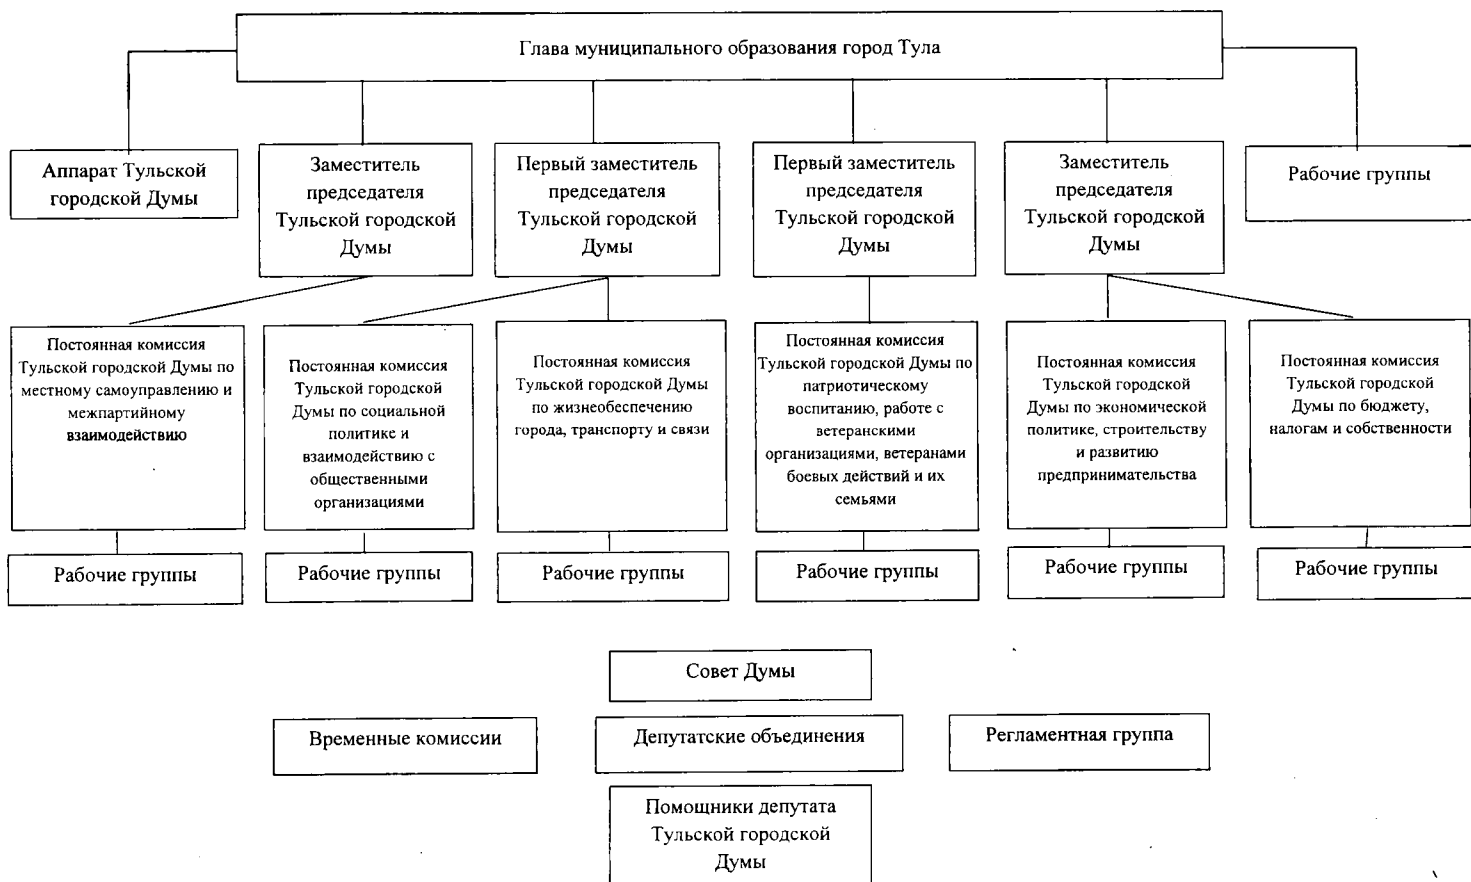 Глава муниципального образования город Тула
Аппарат Тульской
городской Думы
Заместитель
председателя
Тульской городской
Думы
Первый заместитель
председателя
Тульской городской
Думы
Первый заместитель
председателя
Тульской городской
Думы
Заместитель
председателя
Тульской городской
Думы
Рабочие группы
Постоянная комиссия
Тульской городской Думы по
местному самоуправлению и
межпартийному
взаимодействию
Постоянная комиссия
Тульской городской
Думы по социальной
политике и
взаимодействию с
общественными
организациями
Постоянная комиссия
Тульской городской Думы
по жизнеобеспечению
города, транспорту и связи
Постоянная комиссия
Тульской городской Думы по
патриотическому
воспитанию, работе с
ветеранскими
организациями, ветеранами
боевых действий и их
семьями
Постоянная комиссия
Тульской городской
Думы по экономической
политике, строительству
и развитию
предпринимательства
Постоянная комиссия
Тульской городской
Думы по бюджету,
налогам и собственности
Рабочие группы
Рабочие группы
Рабочие группы
Рабочие группы
Рабочие группы
Рабочие группы
Совет Думы
Временные комиссии
Депутатские объединения
Регламентная группа
Помощники депутата
Тульской городской
Думы